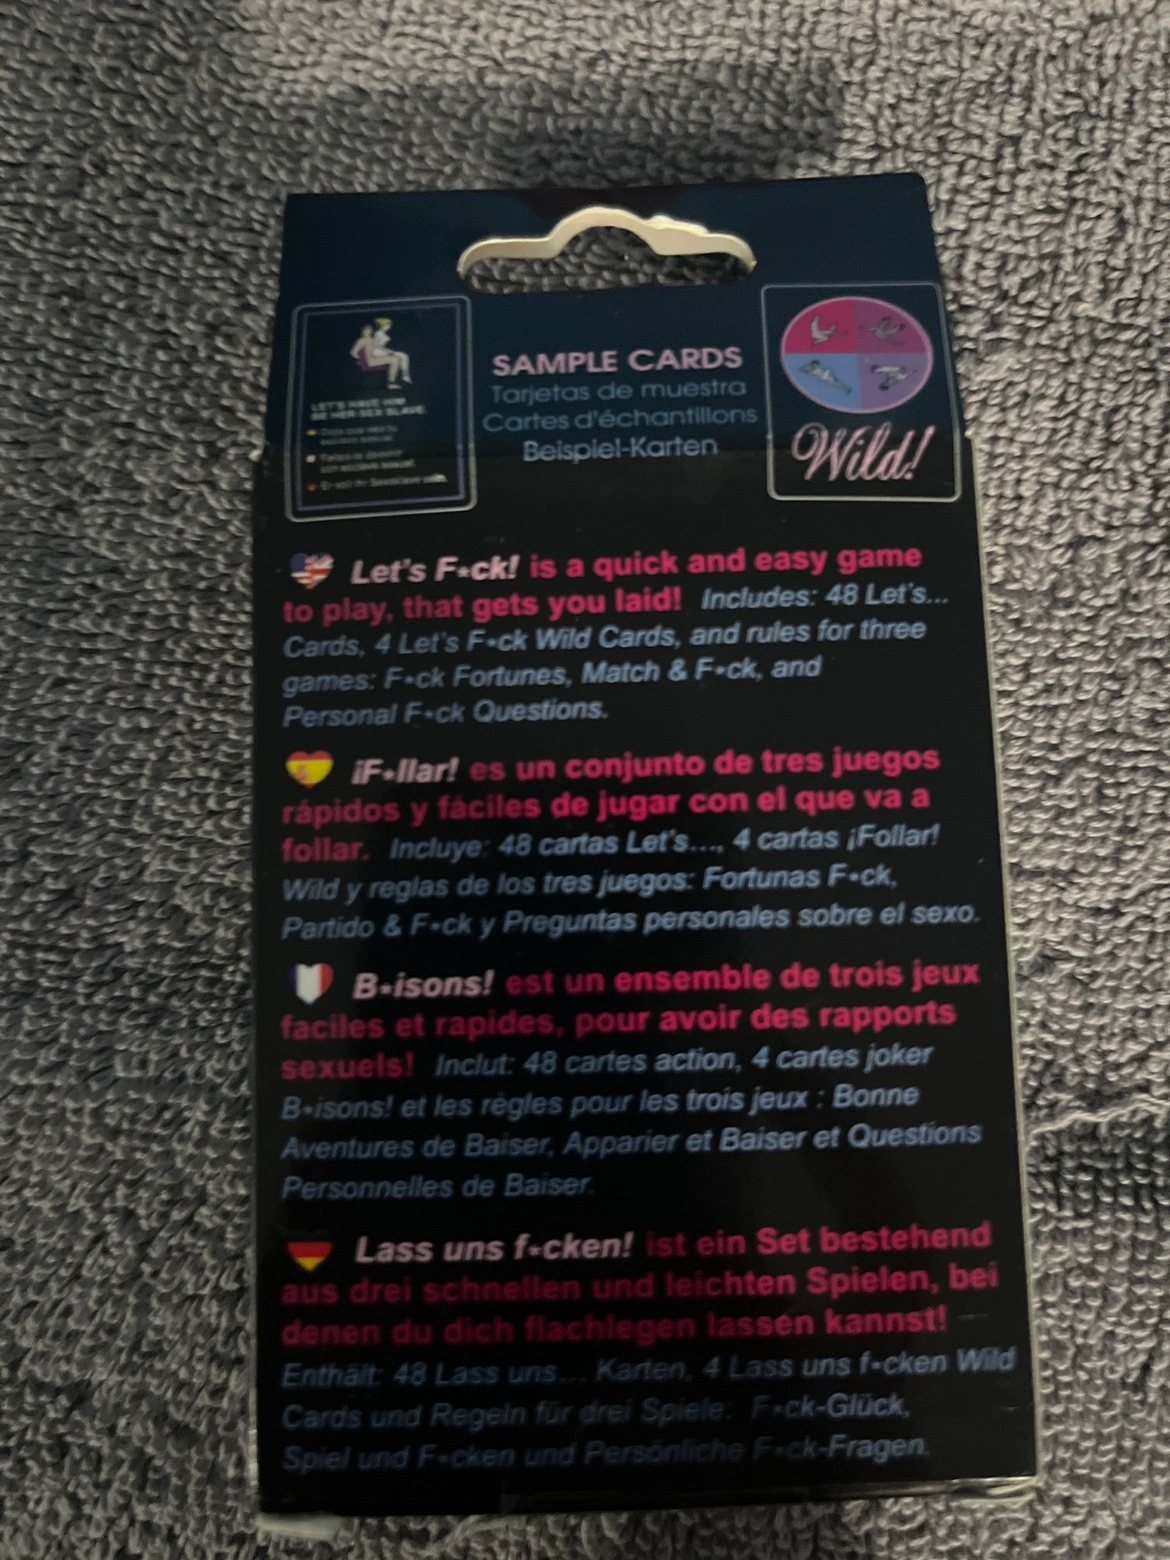 SAMPLE CARDS
Tarjetas de muestra
Cartes d'échantillons
Beispiel-Karten
LET'S HAVE HIM
BE HER SEX SLAVE
Wild!
Let's F*ck! is a quick and easy game
to play, that gets you laid! Includes: 48 Let's...
Cards, 4 Let's F*ck Wild Cards, and rules for three
games: F*ck Fortunes, Match & F*ck, and
Personal F*ck Questions.
¡F*llar! es un conjunto de tres juegos
rápidos y fáciles de jugar con el que va a
follar. Incluye: 48 cartas Let's..., 4 cartas ¡Follar!
Wild y reglas de los tres juegos: Fortunas F*ck,
Partido & F*ck y Preguntas personales sobre el sexo.
B*isons! est un ensemble de trois jeux
faciles et rapides, pour avoir des rapports
sexuels! Inclut: 48 cartes action, 4 cartes joker
B*isons! et les règles pour les trois jeux : Bonne
Aventures de Baiser, Apparier et Baiser et Questions
Personnelles de Baiser.
Lass uns f*cken! ist ein Set bestehend
aus drei schnellen und leichten Spielen, bei
denen du dich flachlegen lassen kannst!
Enthält: 48 Lass uns... Karten, 4 Lass uns f*cken Wild
Cards und Regeln für drei Spiele: F*ck-Glück,
Spiel und F*cken und Persönliche F*ck-Fragen.